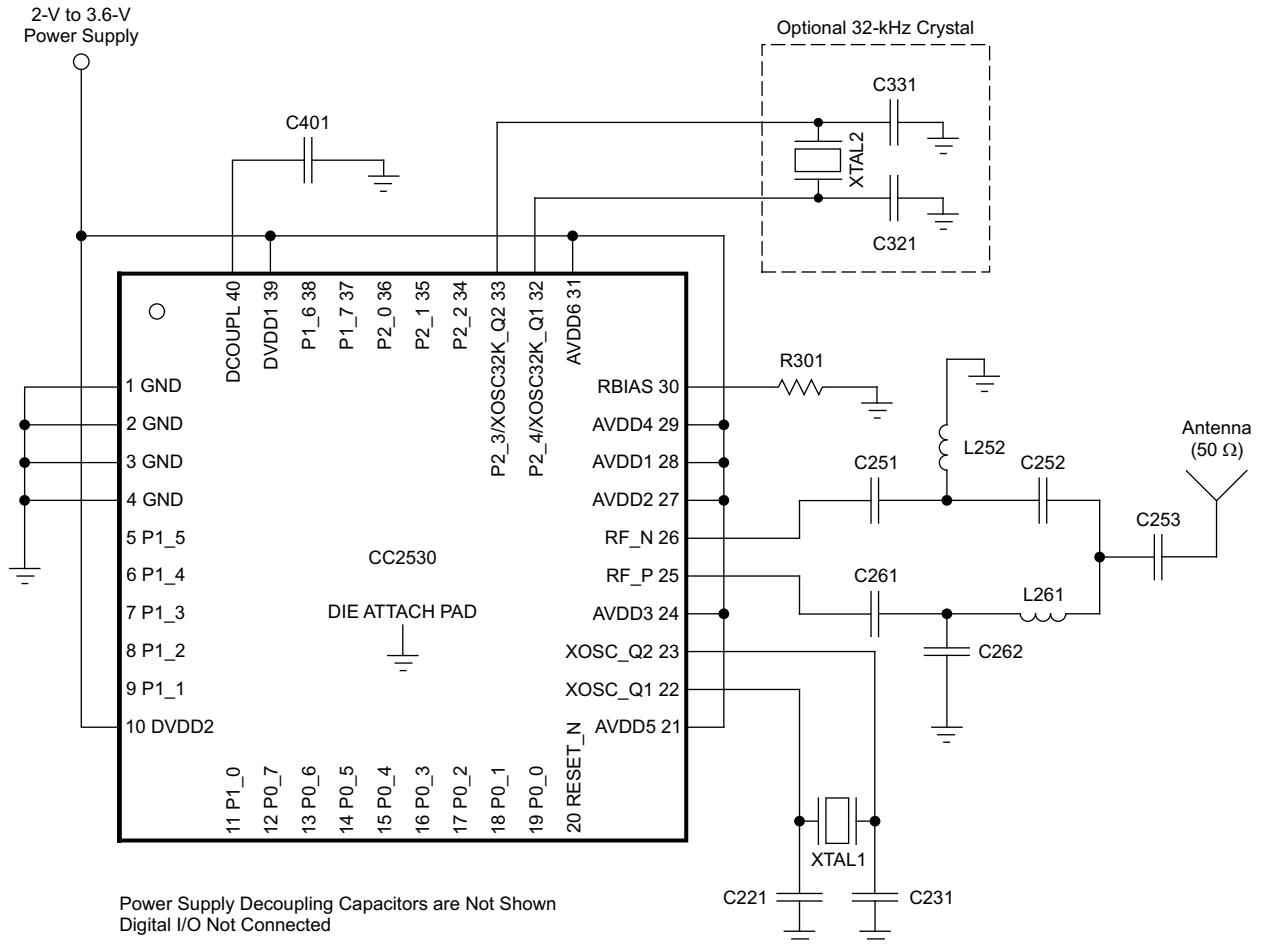 2-V to 3.6-V
Power Supply
Optional 32-kHz Crystal
C331
C401
XTAL2
C321
DCOUPL 40
DVDD1 39
P1_6 38
P1_7 37
P2_0 36
P2_1 35
P2_2 34
P2_3/XOSC32K_Q2 33
P2_4/XOSC32K_Q1 32
AVDD6 31
1 GND
2 GND
3 GND
4 GND
5 P1_5
6 P1_4
7 P1_3
8 P1_2
9 P1_1
10 DVDD2
CC2530
DIE ATTACH PAD
RBIAS 30
AVDD4 29
AVDD1 28
AVDD2 27
RF_N 26
RF_P 25
AVDD3 24
XOSC_Q2 23
XOSC_Q1 22
AVDD5 21
11 P1_0
12 P0_7
13 P0_6
14 P0_5
15 P0_4
16 P0_3
17 P0_2
18 P0_1
19 P0_0
20 RESET_N
R301
L252
C251
C252
Antenna
(50 Ω)
C253
C261
L261
C262
XTAL1
C221
C231
Power Supply Decoupling Capacitors are Not Shown
Digital I/O Not Connected